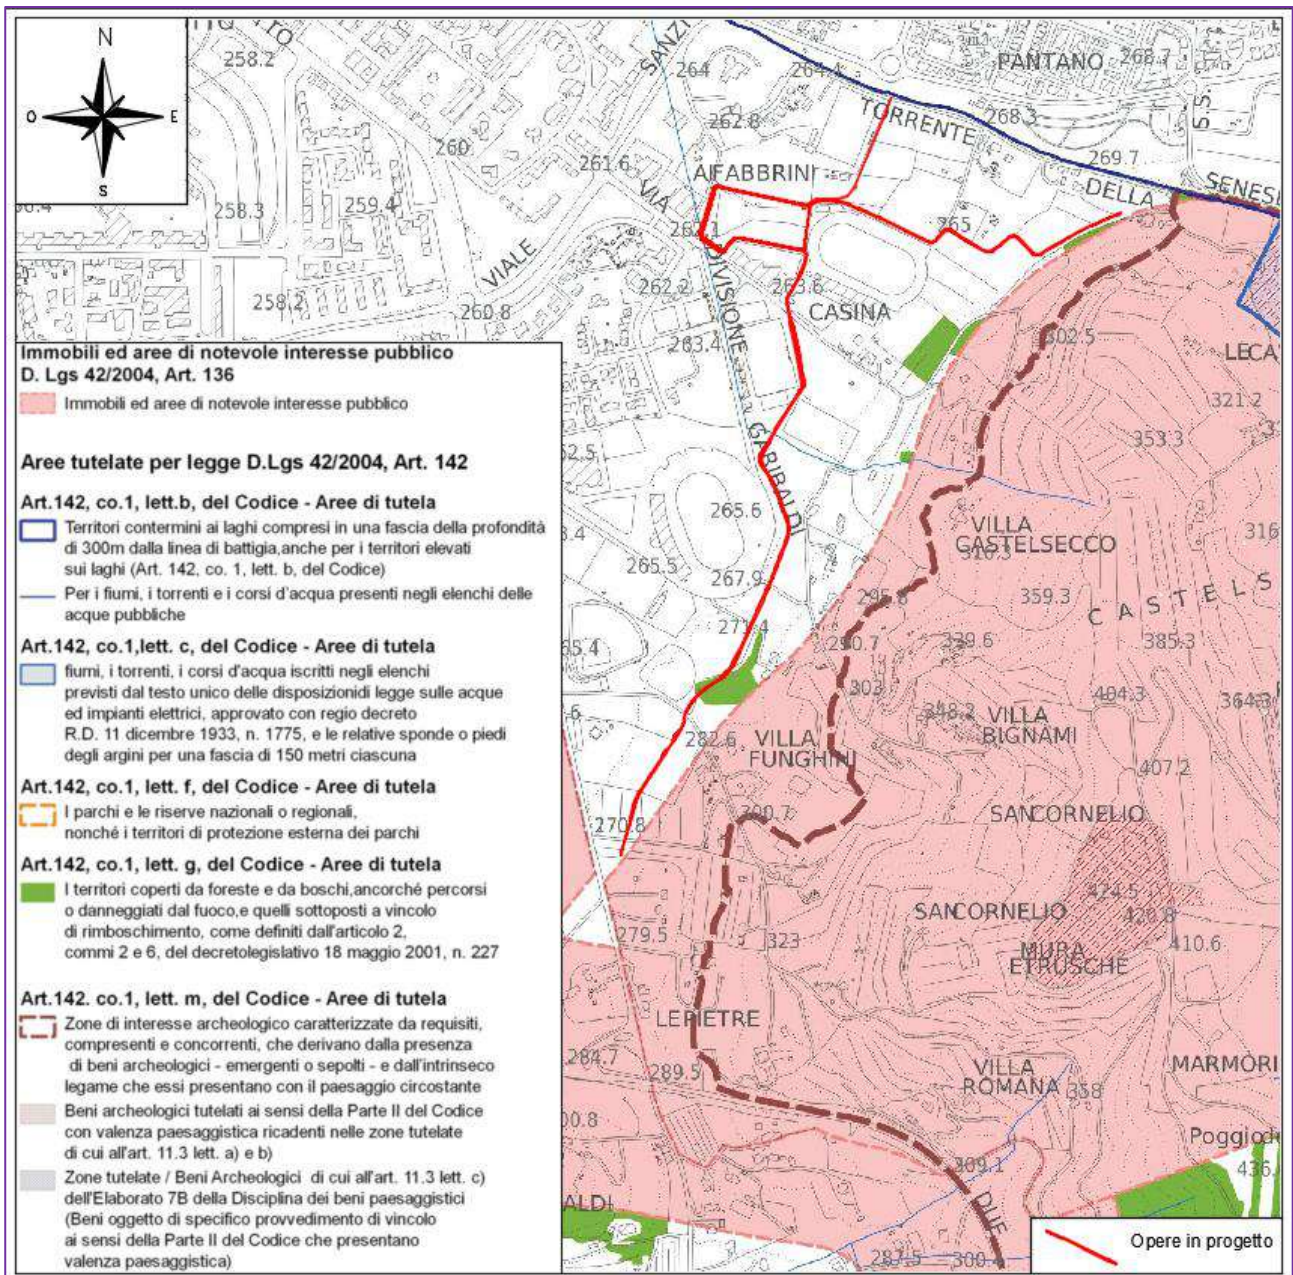 N
O
E
S
258.2
258.3
259.4
258.2
260
260.8
261.6
VIALE
VIA
DIVISIONE
GARIBALDI
264
264.4
262.8
PANTANO
268.7
S.S.
TORRENTE
268.3
269.7
DELLA
SENESE
AIFABBRINI
262.1
265
262.2
263.6
CASINA
263.4
302.5
LECA
321.2
353.3
265.6
VILLA
CASTELSECCO
316.3
316
265.5
267.9
359.3
CASTELS
295.8
271.4
290.7
339.6
385.3
65.4
303
404.3
364.3
348.2
VILLA
BIGNAMI
282.6
VILLA
FUNGHINI
407.2
300.7
270.8
SANCORNELIO
424.5
SANCORNELIO
420.8
279.5
323
MURA
ETRUSCHE
410.6
LEPIETRE
284.7
289.5
VILLA
ROMANA
358
MARMORI
00.8
309.1
436.
ALDI
287.5
300.
Immobili ed aree di notevole interesse pubblico
D. Lgs 42/2004, Art. 136
Immobili ed aree di notevole interesse pubblico
Aree tutelate per legge D.Lgs 42/2004, Art. 142
Art.142, co.1, lett.b, del Codice - Aree di tutela
Territori contermini ai laghi compresi in una fascia della profondità
di 300m dalla linea di battigia,anche per i territori elevati
sui laghi (Art. 142, co. 1, lett. b, del Codice)
Per i fiumi, i torrenti e i corsi d'acqua presenti negli elenchi delle
acque pubbliche
Art.142, co.1,lett. c, del Codice - Aree di tutela
fiumi, i torrenti, i corsi d'acqua iscritti negli elenchi
previsti dal testo unico delle disposizionidi legge sulle acque
ed impianti elettrici, approvato con regio decreto
R.D. 11 dicembre 1933, n. 1775, e le relative sponde o piedi
degli argini per una fascia di 150 metri ciascuna
Art.142, co.1, lett. f, del Codice - Aree di tutela
I parchi e le riserve nazionali o regionali,
nonché i territori di protezione esterna dei parchi
Art.142, co.1, lett. g, del Codice - Aree di tutela
I territori coperti da foreste e da boschi,ancorché percorsi
o danneggiati dal fuoco,e quelli sottoposti a vincolo
di rimboschimento, come definiti dall'articolo 2,
commi 2 e 6, del decretolegislativo 18 maggio 2001, n. 227
Art.142. co.1, lett. m, del Codice - Aree di tutela
Zone di interesse archeologico caratterizzate da requisiti,
compresenti e concorrenti, che derivano dalla presenza
di beni archeologici - emergenti o sepolti - e dall'intrinseco
legame che essi presentano con il paesaggio circostante
Beni archeologici tutelati ai sensi della Parte II del Codice
con valenza paesaggistica ricadenti nelle zone tutelate
di cui all'art. 11.3 lett. a) e b)
Zone tutelate / Beni Archeologici di cui all'art. 11.3 lett. c)
dell'Elaborato 7B della Disciplina dei beni paesaggistici
(Beni oggetto di specifico provvedimento di vincolo
ai sensi della Parte II del Codice che presentano
valenza paesaggistica)
Opere in progetto